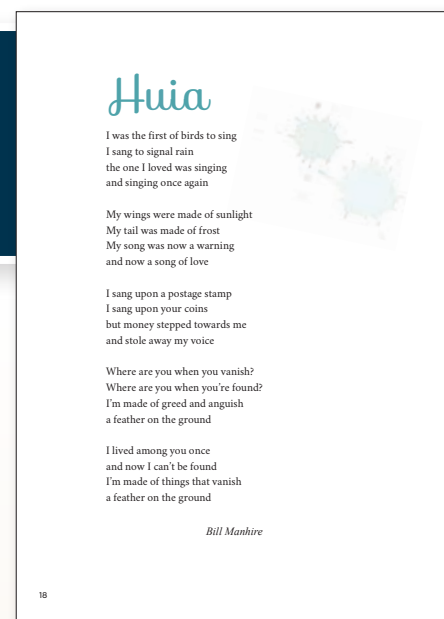 Huia
I was the first of birds to sing
I sang to signal rain
the one I loved was singing
and singing once again
My wings were made of sunlight
My tail was made of frost
My song was now a warning
and now a song of love
I sang upon a postage stamp
I sang upon your coins
but money stepped towards me
and stole away my voice
Where are you when you vanish?
Where are you when you're found?
I'm made of greed and anguish
a feather on the ground
I lived among you once
and now I can't be found
I'm made of things that vanish
a feather on the ground
Bill Manhire
18